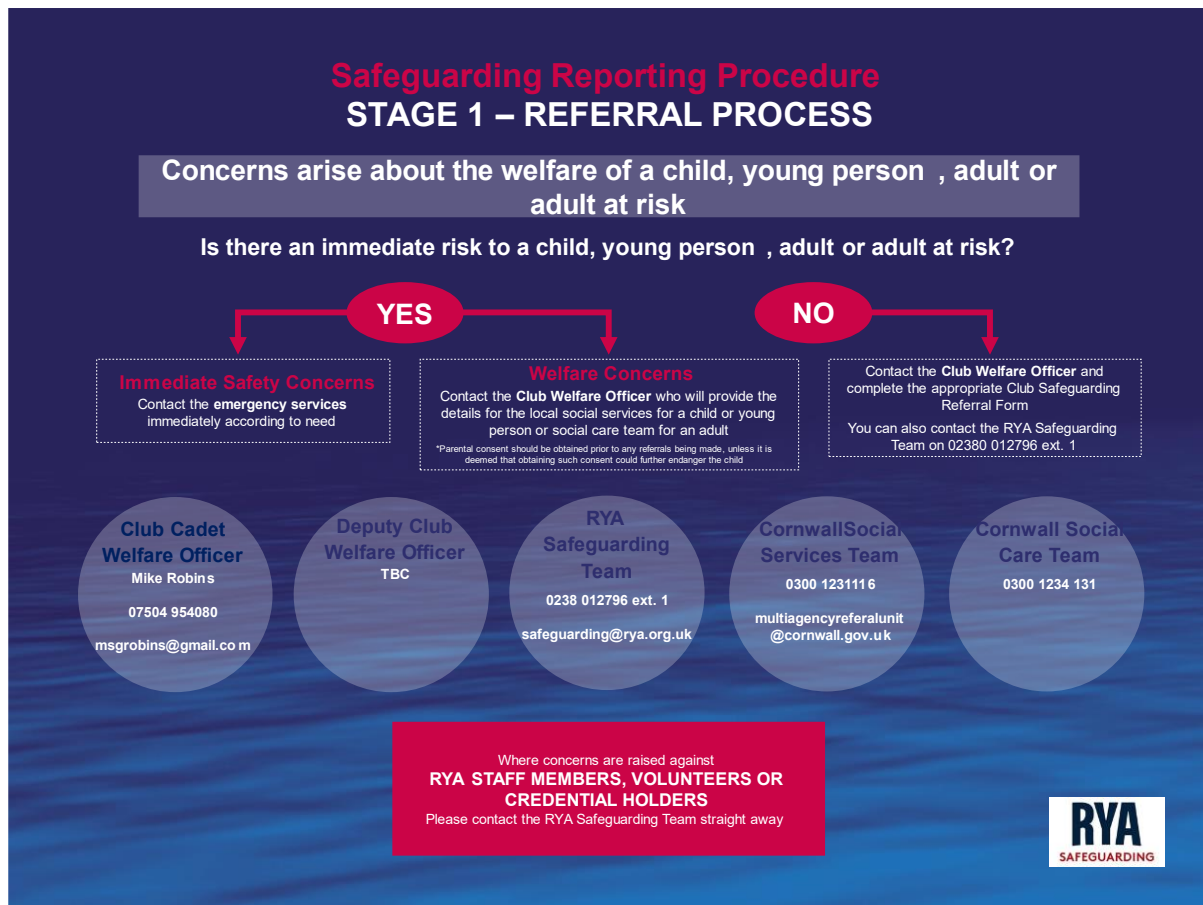 Safeguarding Reporting Procedure
STAGE 1 – REFERRAL PROCESS
Concerns arise about the welfare of a child, young person , adult or
adult at risk
Is there an immediate risk to a child, young person , adult or adult at risk?
YES
NO
Immediate Safety Concerns
Contact the emergency services
immediately according to need
Welfare Concerns
Contact the Club Welfare Officer who will provide the
details for the local social services for a child or young
person or social care team for an adult
*Parental consent should be obtained prior to any referrals being made, unless it is
deemed that obtaining such consent could further endanger the child
Contact the Club Welfare Officer and
complete the appropriate Club Safeguarding
Referral Form
You can also contact the RYA Safeguarding
Team on 02380 012796 ext. 1
Club Cadet
Welfare Officer
Mike Robins
07504 954080
msgrobins@gmail.co m
Deputy Club
Welfare Officer
TBC
RYA
Safeguarding
Team
0238 012796 ext. 1
safeguarding@rya.org.uk
CornwallSocial
Services Team
0300 1231116
multiagencyreferalunit
@cornwall.gov.uk
Cornwall Social
Care Team
0300 1234 131
Where concerns are raised against
RYA STAFF MEMBERS, VOLUNTEERS OR
CREDENTIAL HOLDERS
Please contact the RYA Safeguarding Team straight away
RYA
SAFEGUARDING